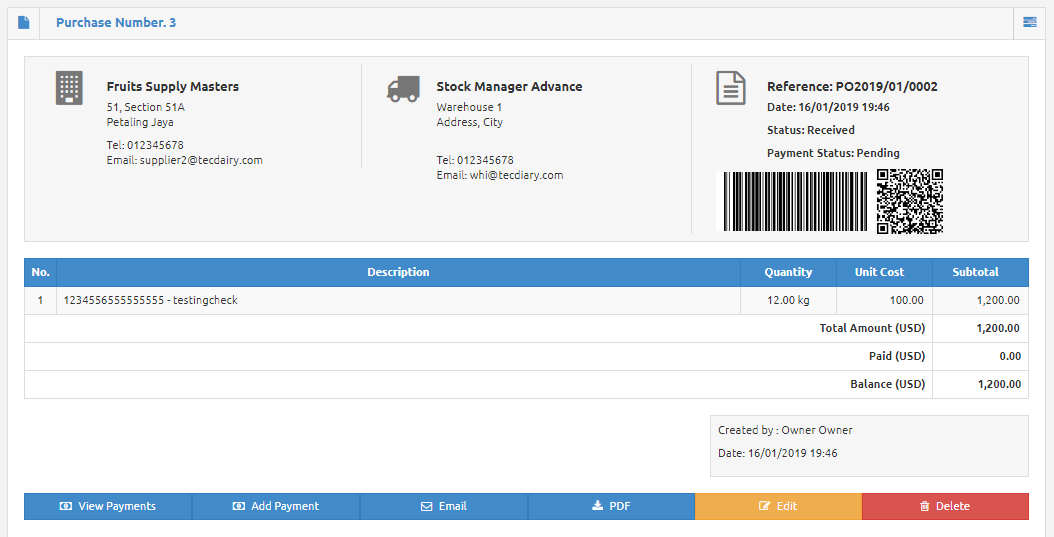 Purchase Number. 3
Fruits Supply Masters
51, Section 51A
Petaling Jaya
Tel: 012345678
Email: supplier2@tecdairy.com
Stock Manager Advance
Warehouse 1
Address, City
Tel: 012345678
Email: whi@tecdiary.com
Reference: PO2019/01/0002
Date: 16/01/2019 19:46
Status: Received
Payment Status: Pending
No. Description Quantity Unit Cost Subtotal
1 1234556555555555 - testingcheck 12.00 kg 100.00 1,200.00
Total Amount (USD) 1,200.00
Paid (USD) 0.00
Balance (USD) 1,200.00
Created by : Owner Owner
Date: 16/01/2019 19:46
View Payments Add Payment Email PDF Edit Delete